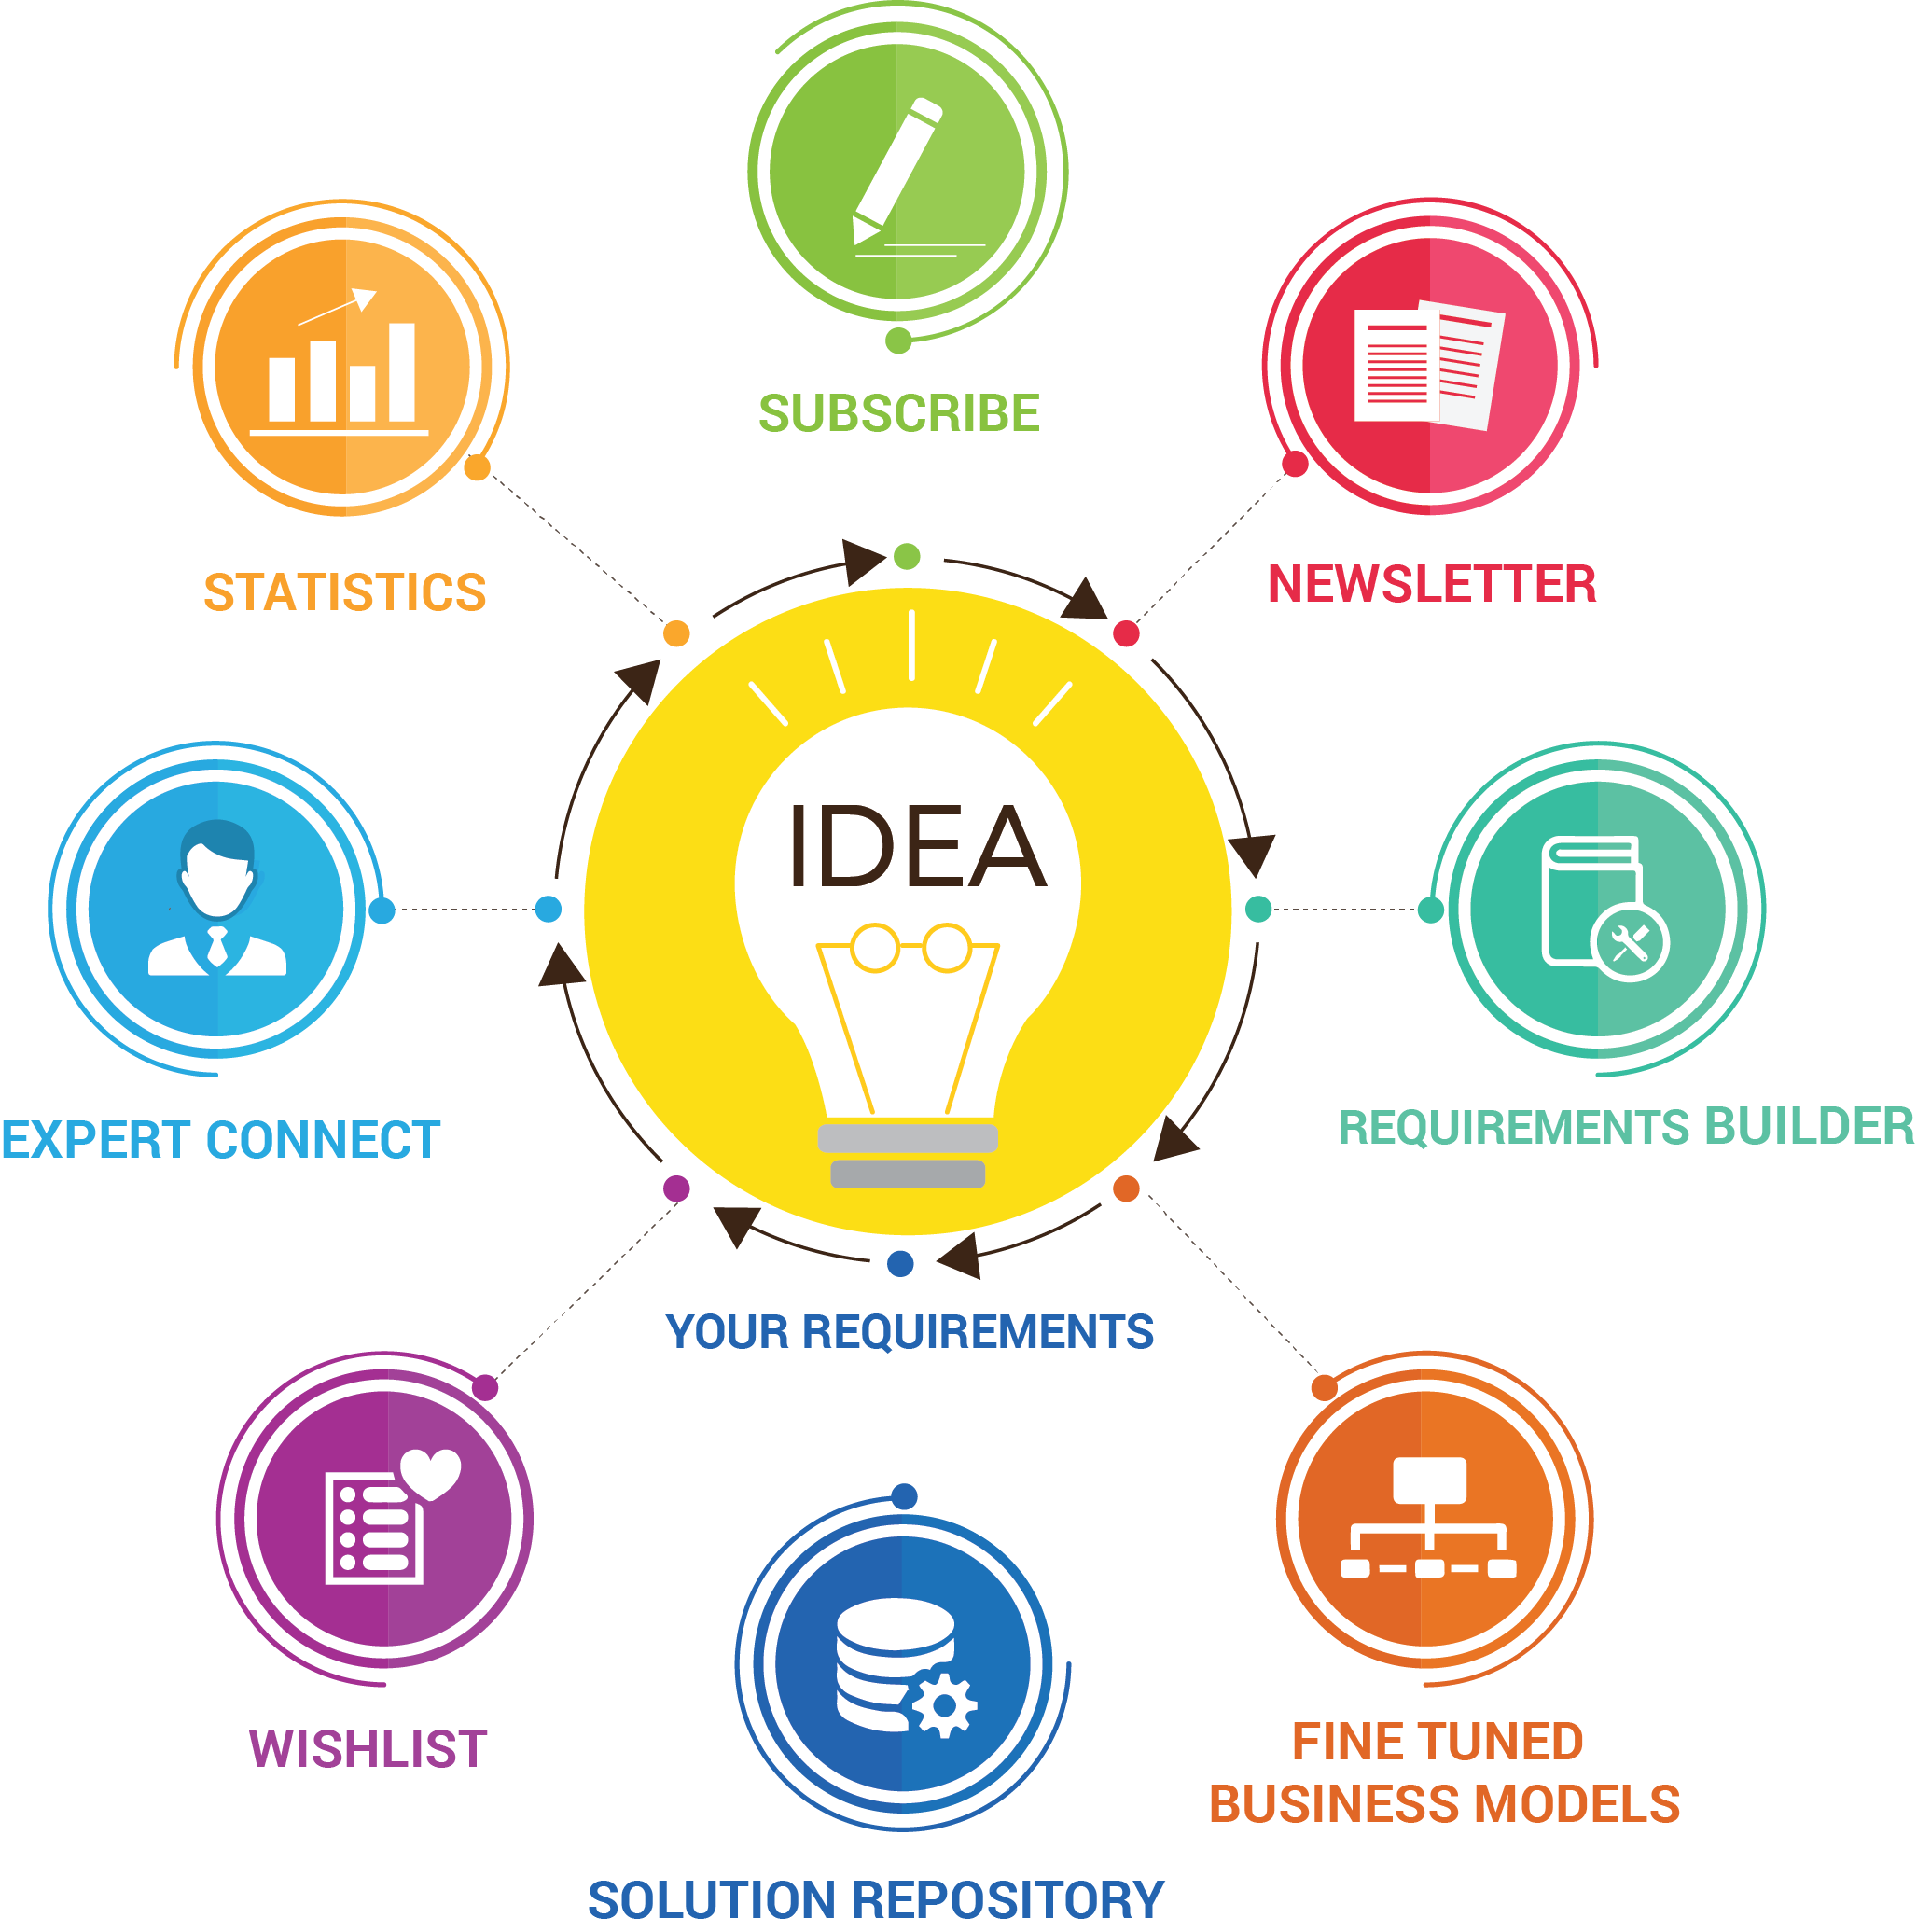 SUBSCRIBE
STATISTICS
NEWSLETTER
IDEA
EXPERT CONNECT
REQUIREMENTS BUILDER
YOUR REQUIREMENTS
WISHLIST
FINE TUNED
BUSINESS MODELS
SOLUTION REPOSITORY